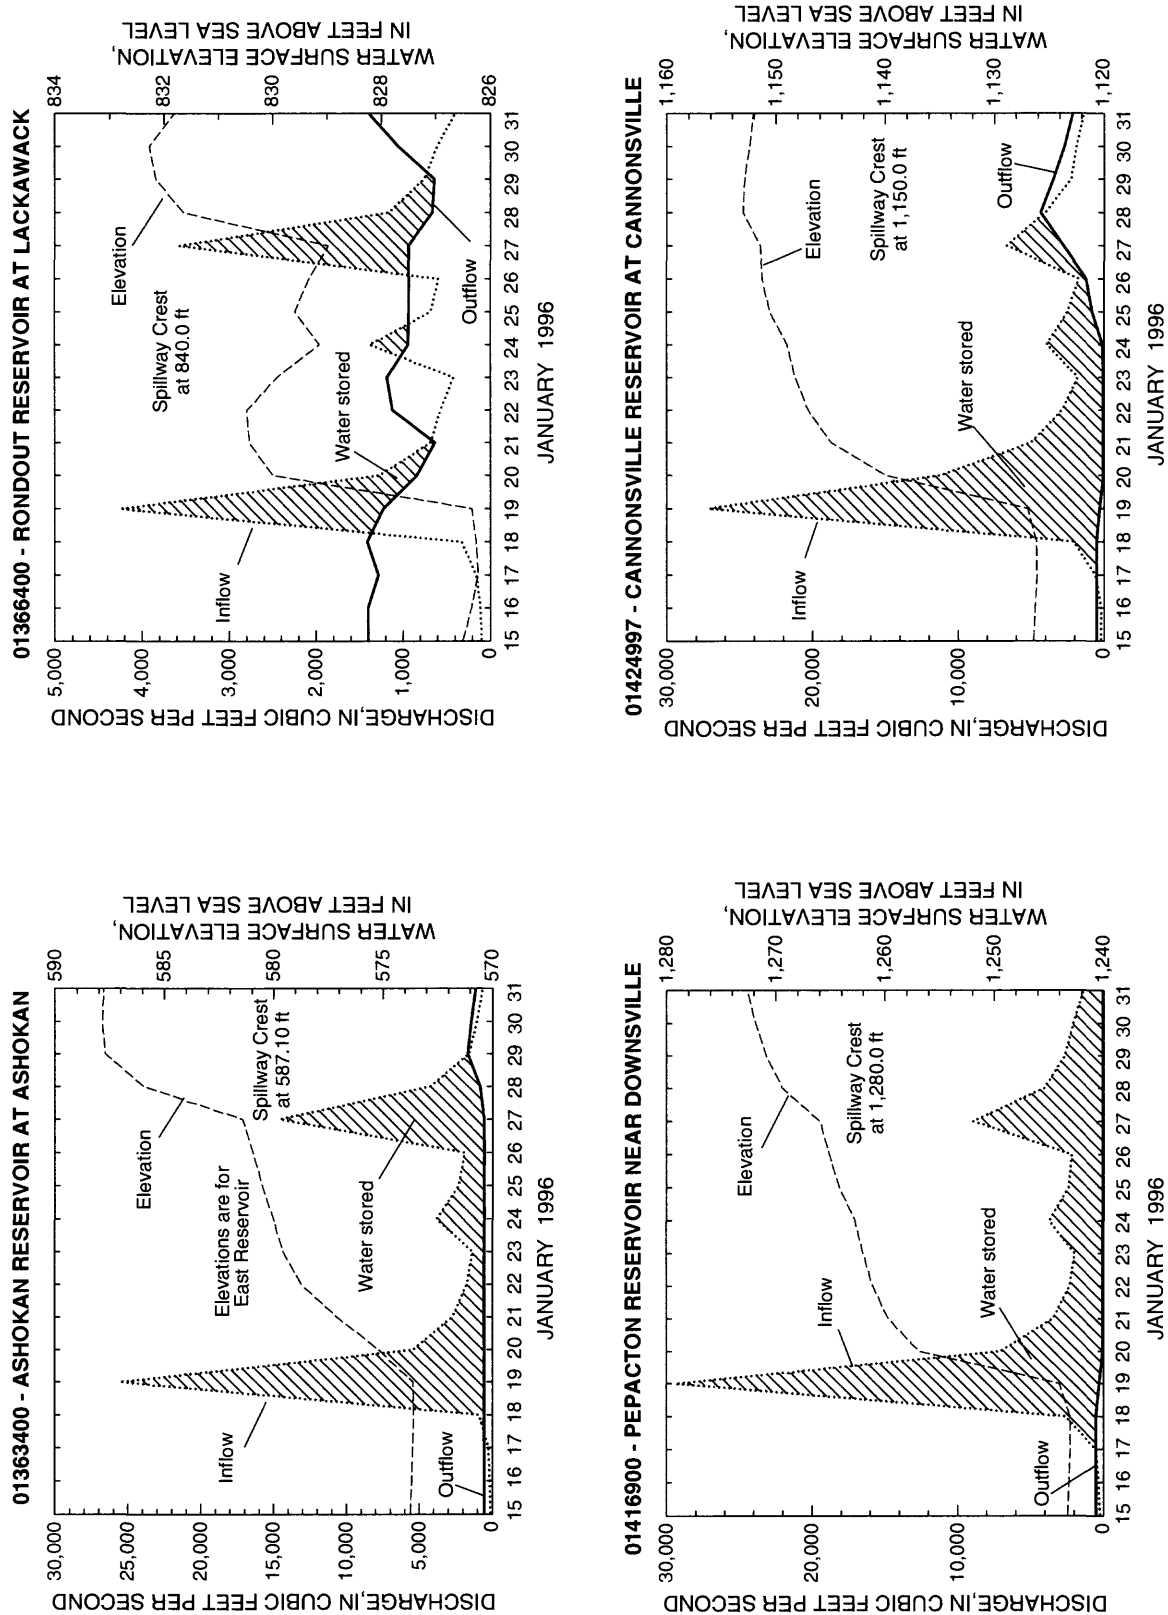 01363400 - ASHOKAN RESERVOIR AT ASHOKAN
DISCHARGE,IN CUBIC FEET PER SECOND
30,000
25,000
20,000
15,000
10,000
5,000
0
590
585
580
575
570
WATER SURFACE ELEVATION,
IN FEET ABOVE SEA LEVEL
Inflow
Outflow
Elevation
Elevations are for
East Reservoir
Water stored
Spillway Crest
at 587.10 ft
15 16 17 18 19 20 21 22 23 24 25 26 27 28 29 30 31
JANUARY 1996
01366400 - RONDOUT RESERVOIR AT LACKAWACK
DISCHARGE,IN CUBIC FEET PER SECOND
5,000
4,000
3,000
2,000
1,000
0
834
832
830
828
826
WATER SURFACE ELEVATION,
IN FEET ABOVE SEA LEVEL
Elevation
Spillway Crest
at 840.0 ft
Inflow
Water stored
Outflow
15 16 17 18 19 20 21 22 23 24 25 26 27 28 29 30 31
JANUARY 1996
01416900 - PEPACTON RESERVOIR NEAR DOWNSVILLE
DISCHARGE,IN CUBIC FEET PER SECOND
30,000
20,000
10,000
0
1,280
1,270
1,260
1,250
1,240
WATER SURFACE ELEVATION,
IN FEET ABOVE SEA LEVEL
Elevation
Inflow
Spillway Crest
at 1,280.0 ft
Water stored
Outflow
15 16 17 18 19 20 21 22 23 24 25 26 27 28 29 30 31
JANUARY 1996
01424997 - CANNONSVILLE RESERVOIR AT CANNONSVILLE
DISCHARGE,IN CUBIC FEET PER SECOND
30,000
20,000
10,000
0
1,160
1,150
1,140
1,130
1,120
WATER SURFACE ELEVATION,
IN FEET ABOVE SEA LEVEL
Inflow
Elevation
Spillway Crest
at 1,150.0 ft
Water stored
Outflow
15 16 17 18 19 20 21 22 23 24 25 26 27 28 29 30 31
JANUARY 1996